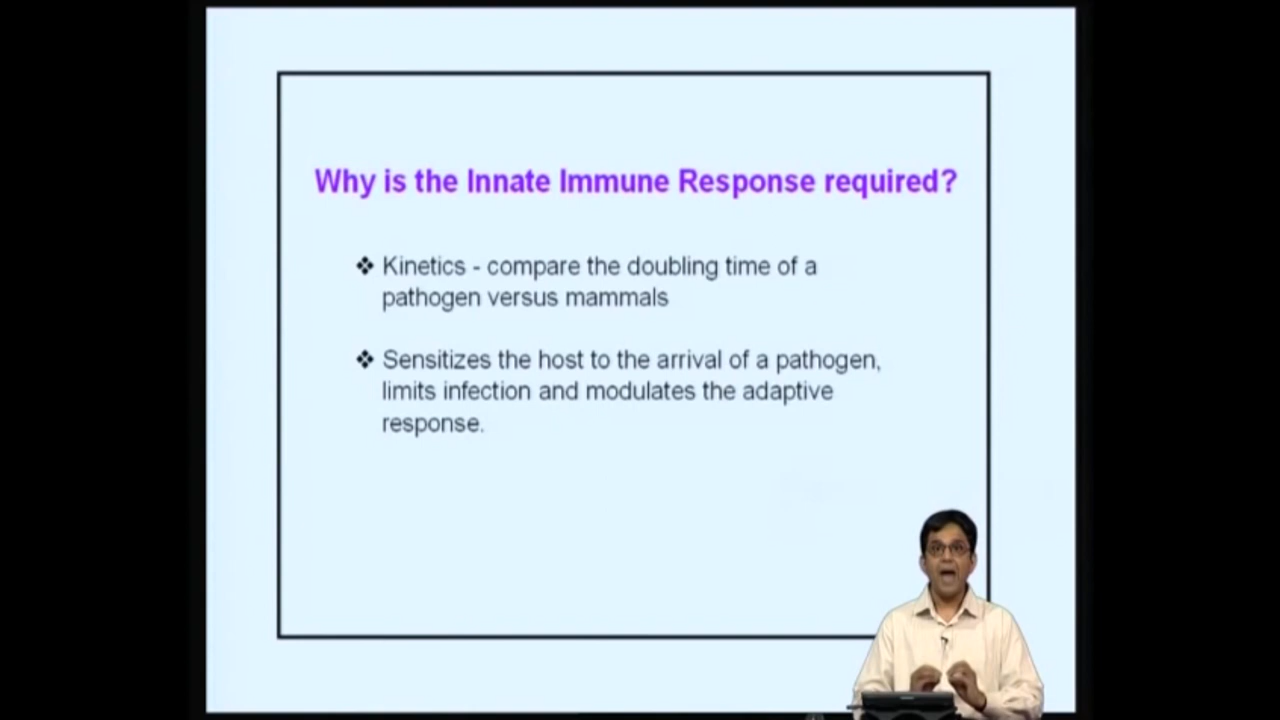 Why is the Innate Immune Response required?
❖ Kinetics - compare the doubling time of a
pathogen versus mammals
❖ Sensitizes the host to the arrival of a pathogen,
limits infection and modulates the adaptive
response.